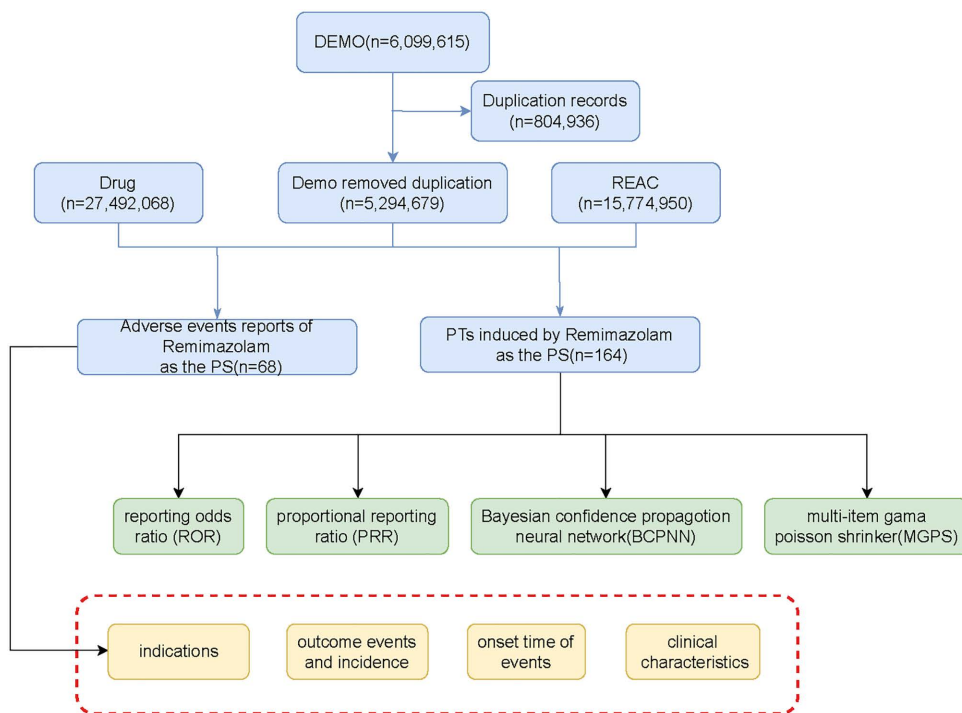 DEMO(n=6,099,615)
Duplication records
(n=804,936)
Drug
(n=27,492,068)
Demo removed duplication
(n=5,294,679)
REAC
(n=15,774,950)
Adverse events reports of
Remimazolam
as the PS(n=68)
PTs induced by Remimazolam
as the PS(n=164)
reporting odds
ratio (ROR)
proportional reporting
ratio (PRR)
Bayesian confidence propagotion
neural network(BCPNN)
multi-item gama
poisson shrinker(MGPS)
indications
outcome events
and incidence
onset time of
events
clinical
characteristics